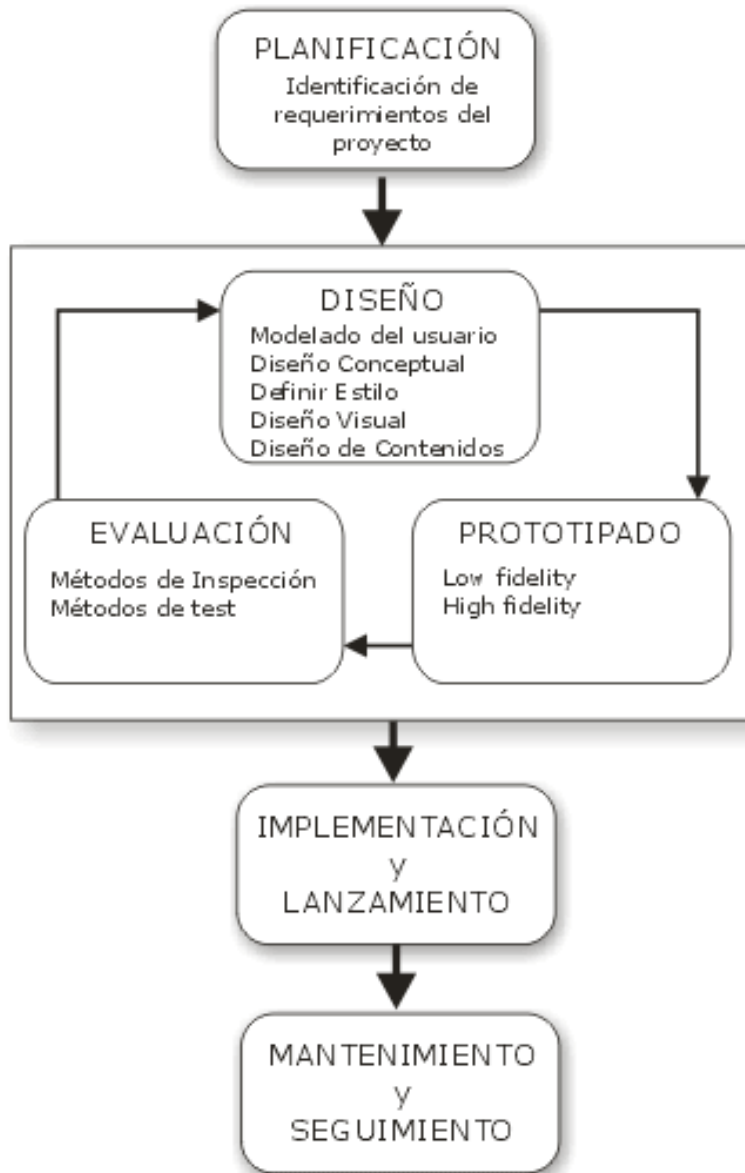 PLANIFICACIÓN
Identificación de
requerimientos del
proyecto
DISEÑO
Modelado del usuario
Diseño Conceptual
Definir Estilo
Diseño Visual
Diseño de Contenidos
EVALUACIÓN
Métodos de Inspección
Métodos de test
PROTOTIPADO
Low fidelity
High fidelity
IMPLEMENTACIÓN
y
LANZAMIENTO
MANTENIMIENTO
y
SEGUIMIENTO